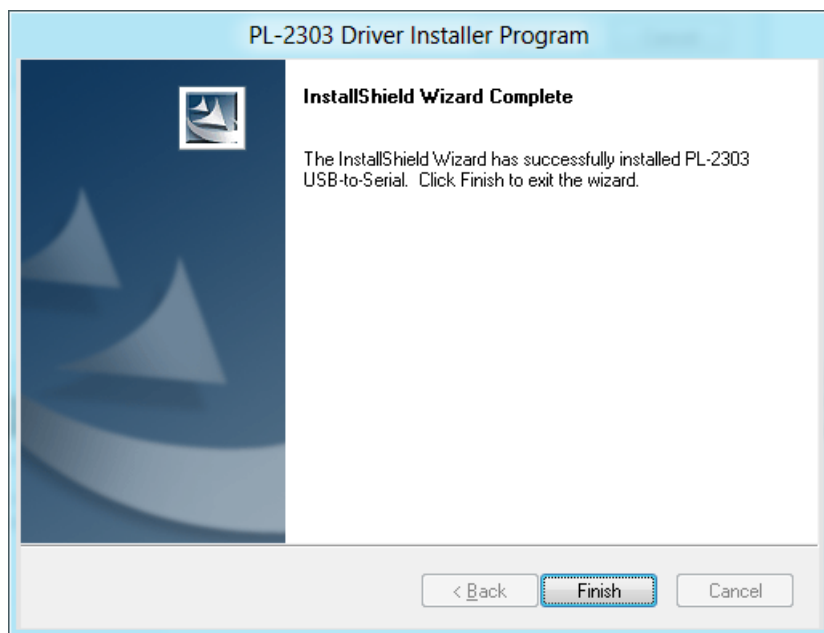 PL-2303 Driver Installer Program
InstallShield Wizard Complete
The InstallShield Wizard has successfully installed PL-2303
USB-to-Serial.  Click Finish to exit the wizard.
< Back
Finish
Cancel